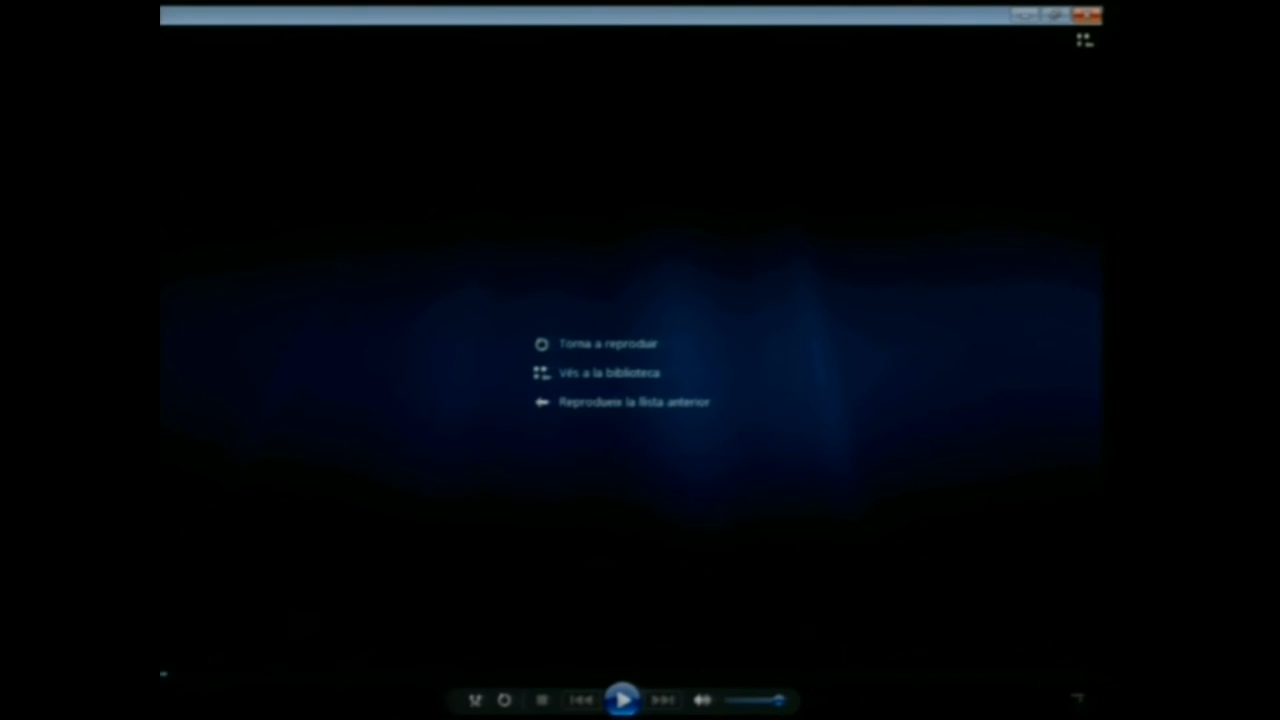 Torna a reproduir
Vés a la biblioteca
Reprodueix la llista anterior